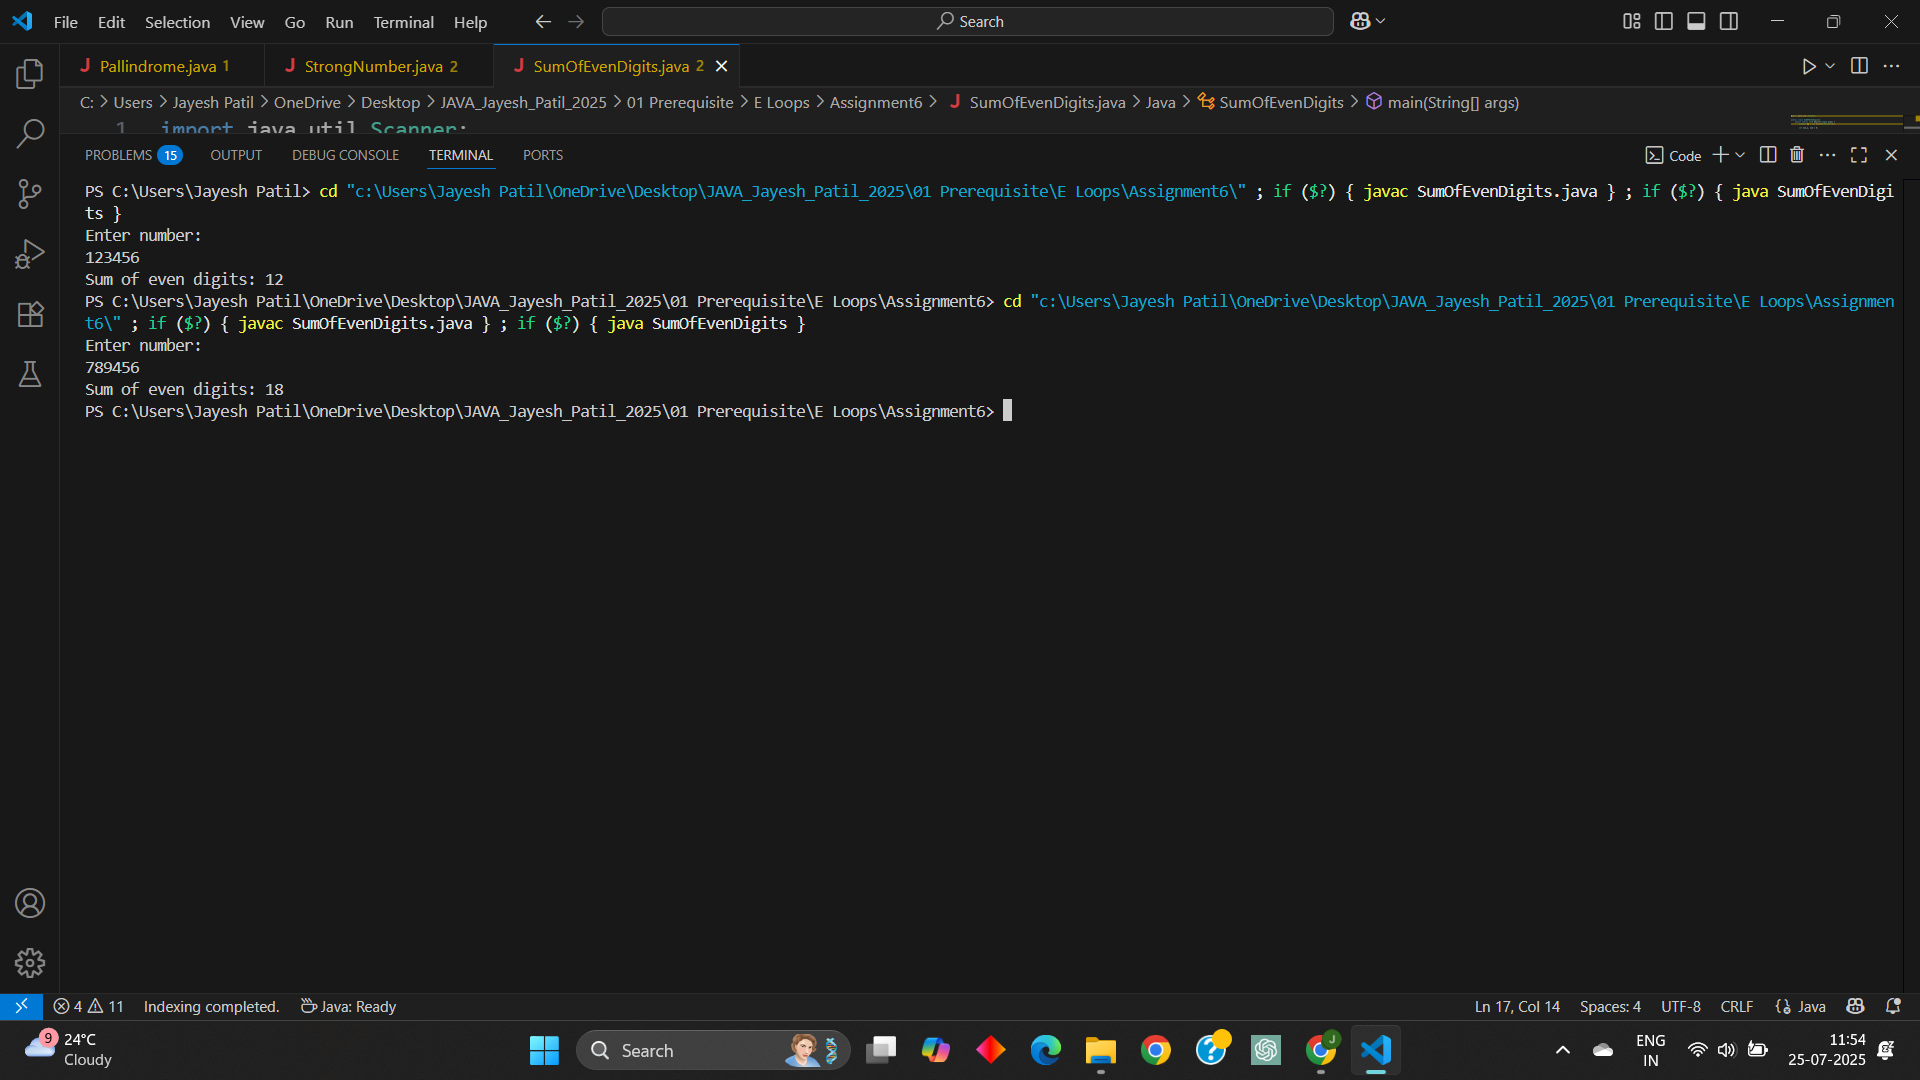 File Edit Selection View Go Run Terminal Help Search
Pallindrome.java 1 StrongNumber.java 2 SumOfEvenDigits.java 2
C: > Users > Jayesh Patil > OneDrive > Desktop > JAVA_Jayesh_Patil_2025 > 01 Prerequisite > E Loops > Assignment6 > SumOfEvenDigits.java > Java > SumOfEvenDigits > main(String[] args)
1 import java.util.Scanner;
PROBLEMS 15 OUTPUT DEBUG CONSOLE TERMINAL PORTS Code
PS C:\Users\Jayesh Patil> cd "c:\Users\Jayesh Patil\OneDrive\Desktop\JAVA_Jayesh_Patil_2025\01 Prerequisite\E Loops\Assignment6\" ; if ($?) { javac SumOfEvenDigits.java } ; if ($?) { java SumOfEvenDigi
ts }
Enter number:
123456
Sum of even digits: 12
PS C:\Users\Jayesh Patil\OneDrive\Desktop\JAVA_Jayesh_Patil_2025\01 Prerequisite\E Loops\Assignment6> cd "c:\Users\Jayesh Patil\OneDrive\Desktop\JAVA_Jayesh_Patil_2025\01 Prerequisite\E Loops\Assignmen
t6\" ; if ($?) { javac SumOfEvenDigits.java } ; if ($?) { java SumOfEvenDigits }
Enter number:
789456
Sum of even digits: 18
PS C:\Users\Jayesh Patil\OneDrive\Desktop\JAVA_Jayesh_Patil_2025\01 Prerequisite\E Loops\Assignment6>
4 11 Indexing completed. Java: Ready Ln 17, Col 14 Spaces: 4 UTF-8 CRLF Java
9 24°C Search J ENG 11:54
Cloudy IN 25-07-2025